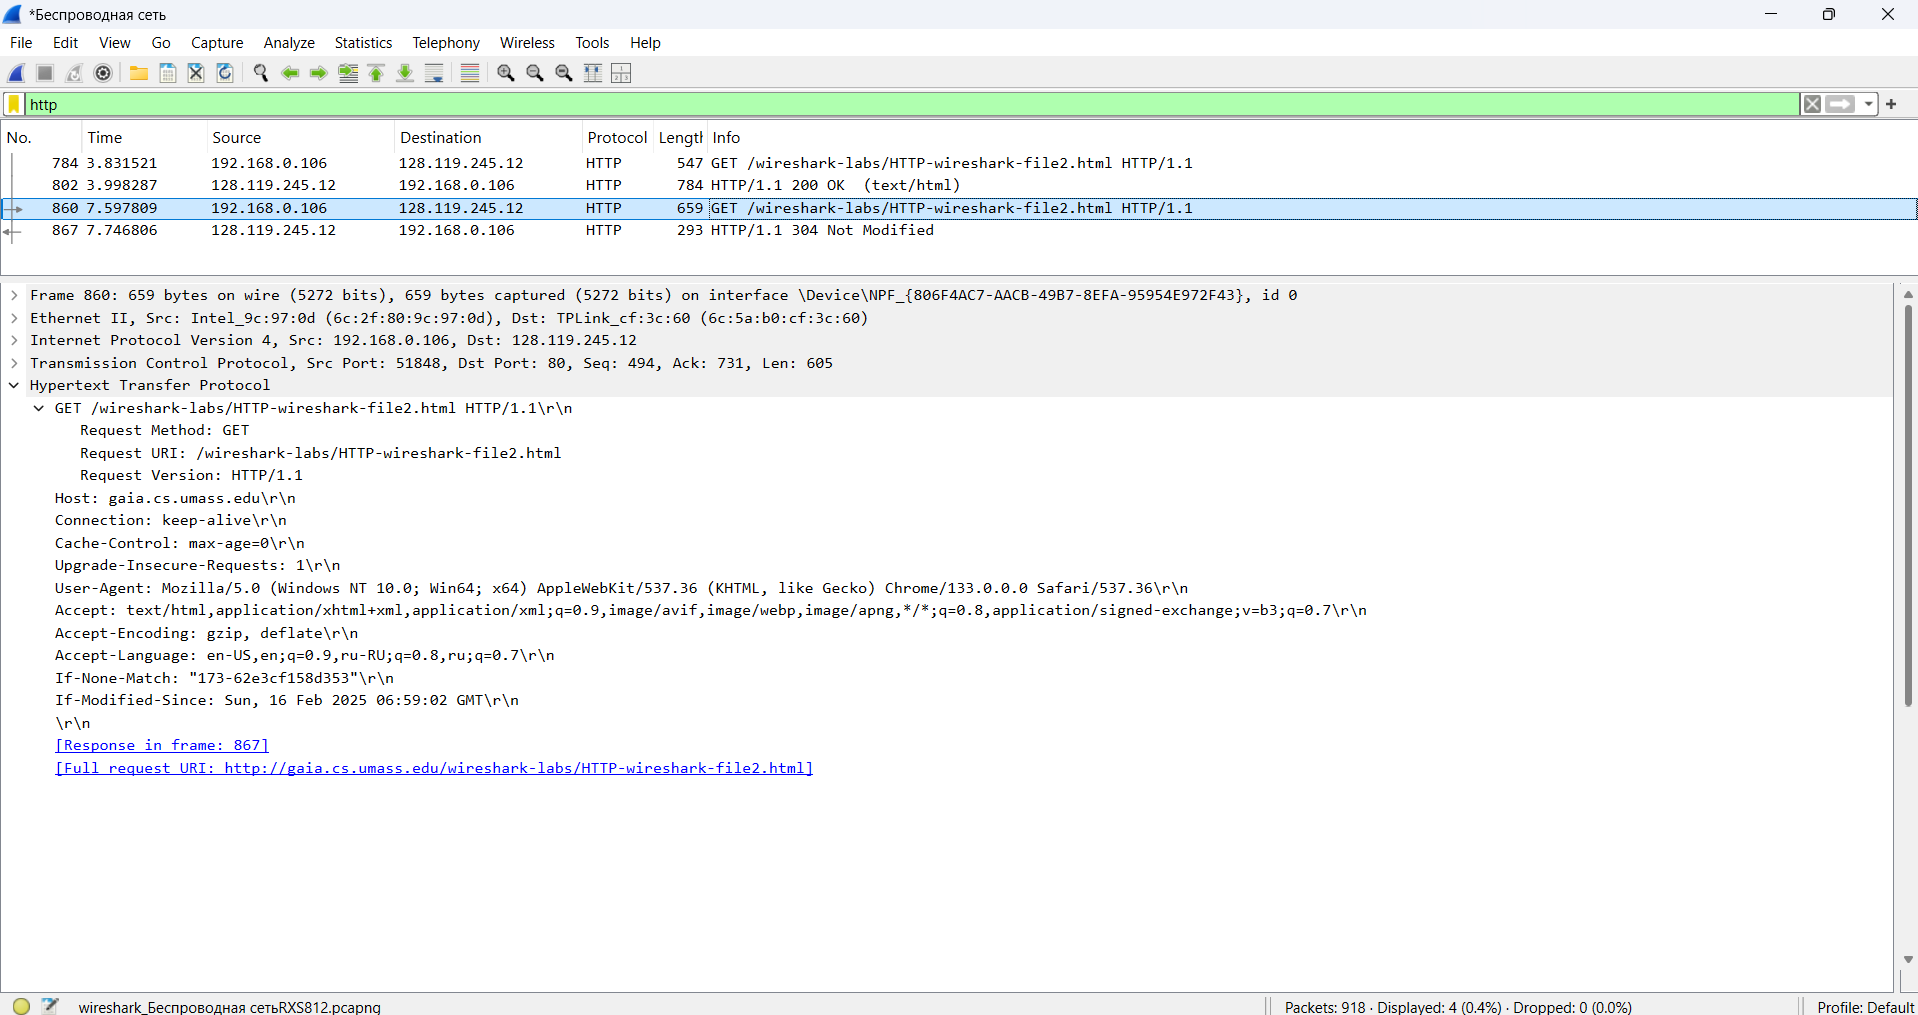 *Беспроводная сеть
File Edit View Go Capture Analyze Statistics Telephony Wireless Tools Help
http
No. Time Source Destination Protocol Length Info
784 3.831521 192.168.0.106 128.119.245.12 HTTP 547 GET /wireshark-labs/HTTP-wireshark-file2.html HTTP/1.1
802 3.998287 128.119.245.12 192.168.0.106 HTTP 784 HTTP/1.1 200 OK (text/html)
860 7.597809 192.168.0.106 128.119.245.12 HTTP 659 GET /wireshark-labs/HTTP-wireshark-file2.html HTTP/1.1
867 7.746806 128.119.245.12 192.168.0.106 HTTP 293 HTTP/1.1 304 Not Modified
Frame 860: 659 bytes on wire (5272 bits), 659 bytes captured (5272 bits) on interface \Device\NPF_{806F4AC7-AACB-49B7-8EFA-95954E972F43}, id 0
Ethernet II, Src: Intel_9c:97:0d (6c:2f:80:9c:97:0d), Dst: TPLink_cf:3c:60 (6c:5a:b0:cf:3c:60)
Internet Protocol Version 4, Src: 192.168.0.106, Dst: 128.119.245.12
Transmission Control Protocol, Src Port: 51848, Dst Port: 80, Seq: 494, Ack: 731, Len: 605
Hypertext Transfer Protocol
GET /wireshark-labs/HTTP-wireshark-file2.html HTTP/1.1\r\n
Request Method: GET
Request URI: /wireshark-labs/HTTP-wireshark-file2.html
Request Version: HTTP/1.1
Host: gaia.cs.umass.edu\r\n
Connection: keep-alive\r\n
Cache-Control: max-age=0\r\n
Upgrade-Insecure-Requests: 1\r\n
User-Agent: Mozilla/5.0 (Windows NT 10.0; Win64; x64) AppleWebKit/537.36 (KHTML, like Gecko) Chrome/133.0.0.0 Safari/537.36\r\n
Accept: text/html,application/xhtml+xml,application/xml;q=0.9,image/avif,image/webp,image/apng,*/*;q=0.8,application/signed-exchange;v=b3;q=0.7\r\n
Accept-Encoding: gzip, deflate\r\n
Accept-Language: en-US,en;q=0.9,ru-RU;q=0.8,ru;q=0.7\r\n
If-None-Match: "173-62e3cf158d353"\r\n
If-Modified-Since: Sun, 16 Feb 2025 06:59:02 GMT\r\n
\r\n
[Response in frame: 867]
[Full request URI: http://gaia.cs.umass.edu/wireshark-labs/HTTP-wireshark-file2.html]
wireshark_Беспроводная сетьRXS812.pcapng Packets: 918 · Displayed: 4 (0.4%) · Dropped: 0 (0.0%) Profile: Default